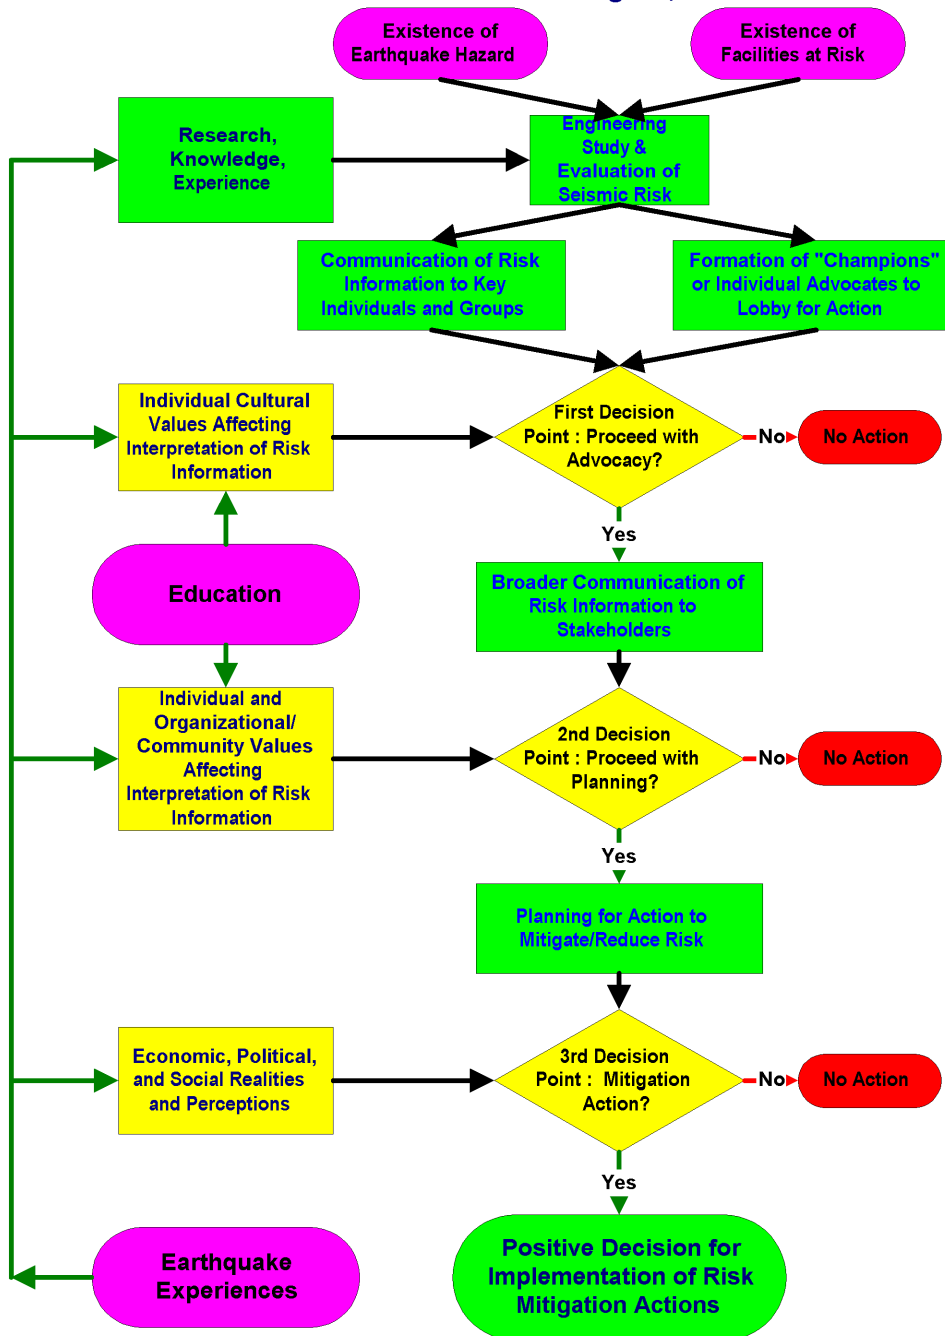 Existence of
Earthquake Hazard
Existence of
Facilities at Risk
Research,
Knowledge,
Experience
Engineering
Study &
Evaluation of
Seismic Risk
Communication of Risk
Information to Key
Individuals and Groups
Formation of "Champions"
or Individual Advocates to
Lobby for Action
Individual Cultural
Values Affecting
Interpretation of Risk
Information
First Decision
Point : Proceed with
Advocacy?
No
No Action
Yes
Education
Broader Communication of
Risk Information to
Stakeholders
Individual and
Organizational/
Community Values
Affecting
Interpretation of Risk
Information
2nd Decision
Point : Proceed with
Planning?
No
No Action
Yes
Planning for Action to
Mitigate/Reduce Risk
Economic, Political,
and Social Realities
and Perceptions
3rd Decision
Point : Mitigation
Action?
No
No Action
Yes
Earthquake
Experiences
Positive Decision for
Implementation of Risk
Mitigation Actions